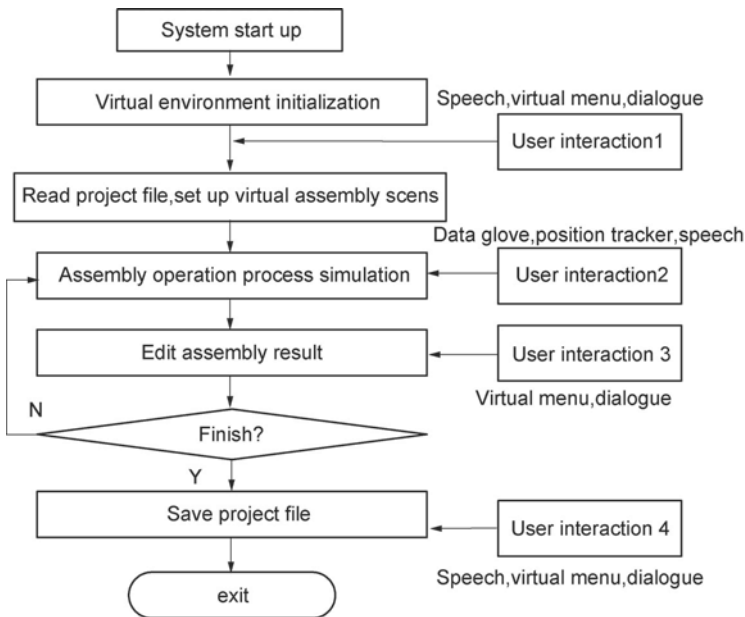 System start up
Virtual environment initialization
Speech,virtual menu,dialogue
User interaction1
Read project file,set up virtual assembly scens
Data glove,position tracker,speech
Assembly operation process simulation
User interaction2
Edit assembly result
User interaction 3
Virtual menu,dialogue
N
Finish?
Y
Save project file
User interaction 4
Speech,virtual menu,dialogue
exit